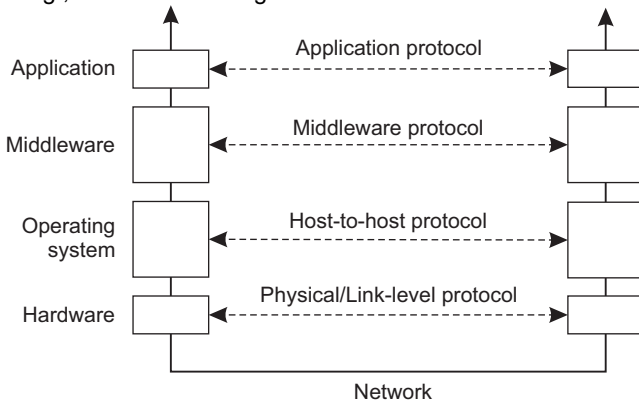 Application protocol
Application
Middleware protocol
Middleware
Host-to-host protocol
Operating
system
Physical/Link-level protocol
Hardware
Network